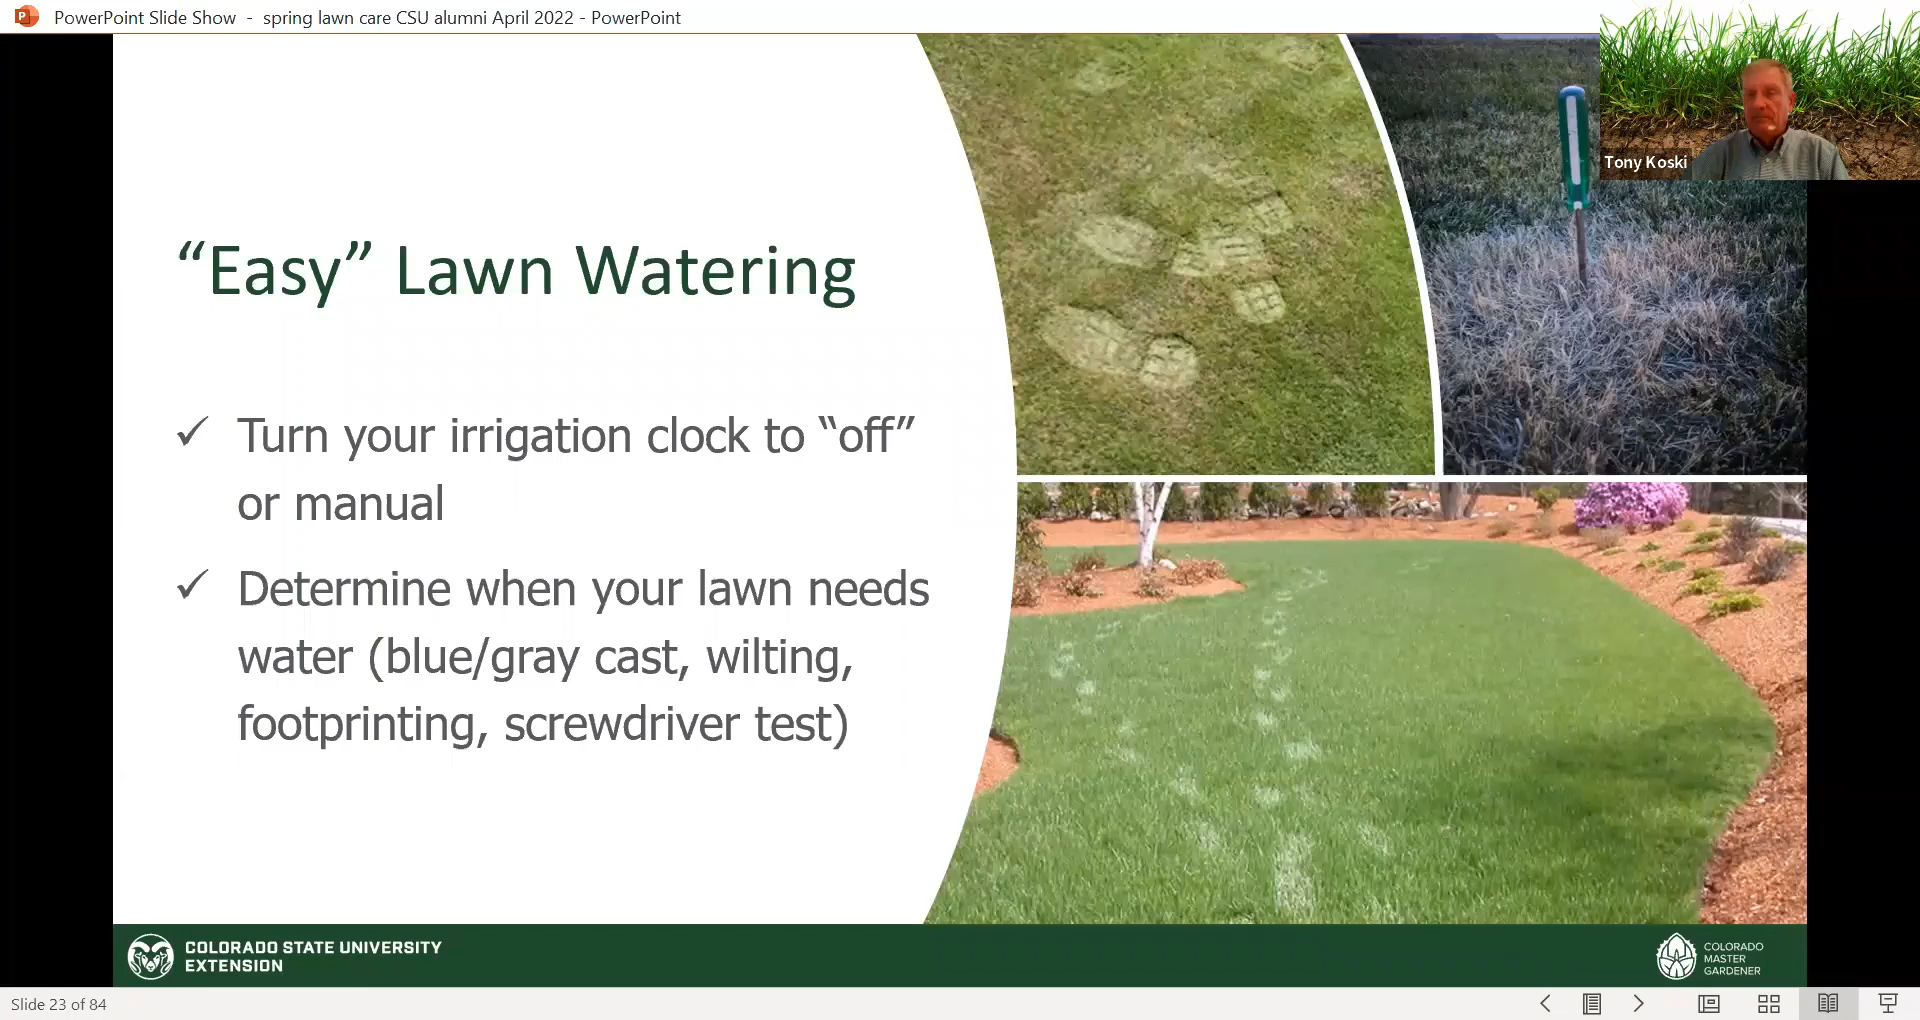 PowerPoint Slide Show  -  spring lawn care CSU alumni April 2022 - PowerPoint
Tony Koski
“Easy” Lawn Watering
✓ Turn your irrigation clock to “off”
or manual
✓ Determine when your lawn needs
water (blue/gray cast, wilting,
footprinting, screwdriver test)
COLORADO STATE UNIVERSITY
EXTENSION
COLORADO
MASTER
GARDENER
Slide 23 of 84